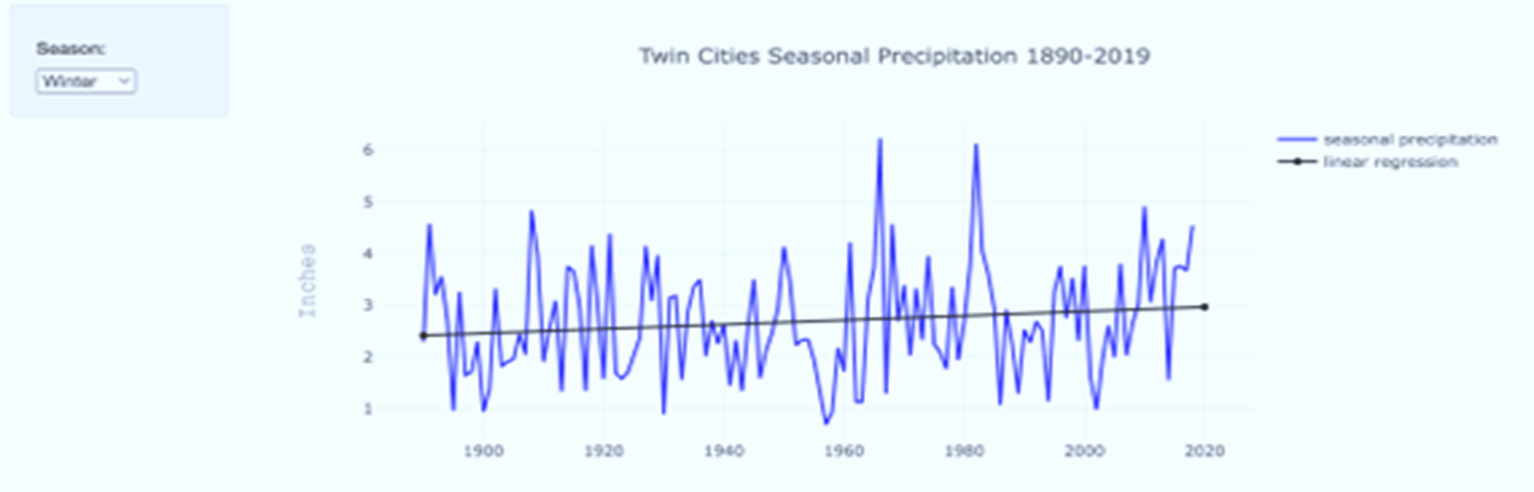 Season:
Winter
Twin Cities Seasonal Precipitation 1890-2019
seasonal precipitation
linear regression
Inches
6
5
4
3
2
1
1900 1920 1940 1960 1980 2000 2020